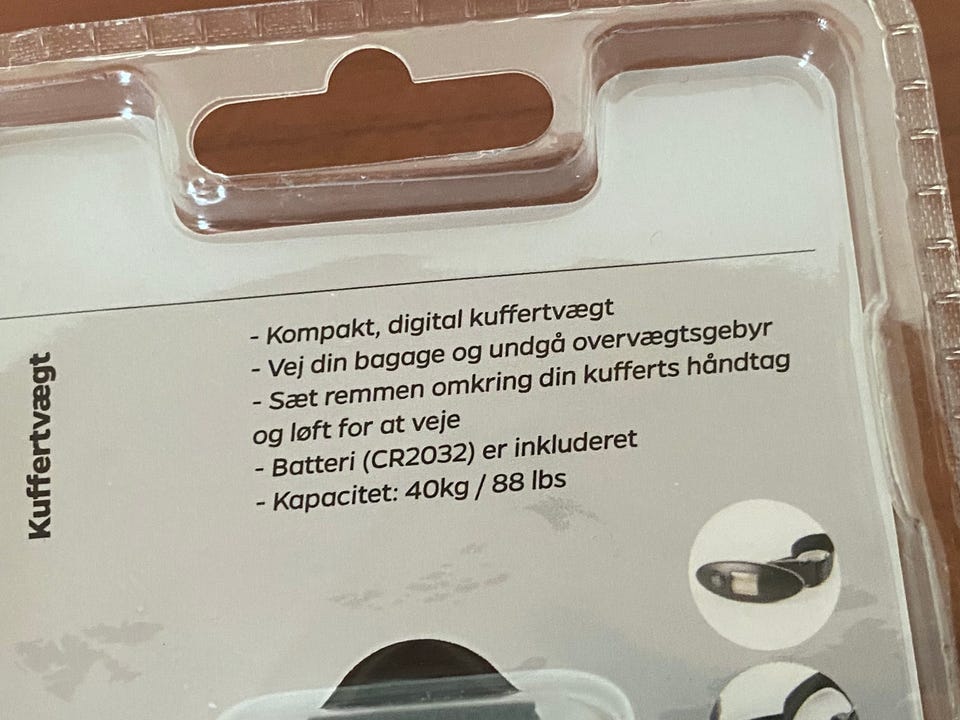 Kuffertvægt
- Kompakt, digital kuffertvægt
- Vej din bagage og undgå overvægtsgebyr
- Sæt remmen omkring din kufferts håndtag
og løft for at veje
- Batteri (CR2032) er inkluderet
- Kapacitet: 40kg / 88 lbs